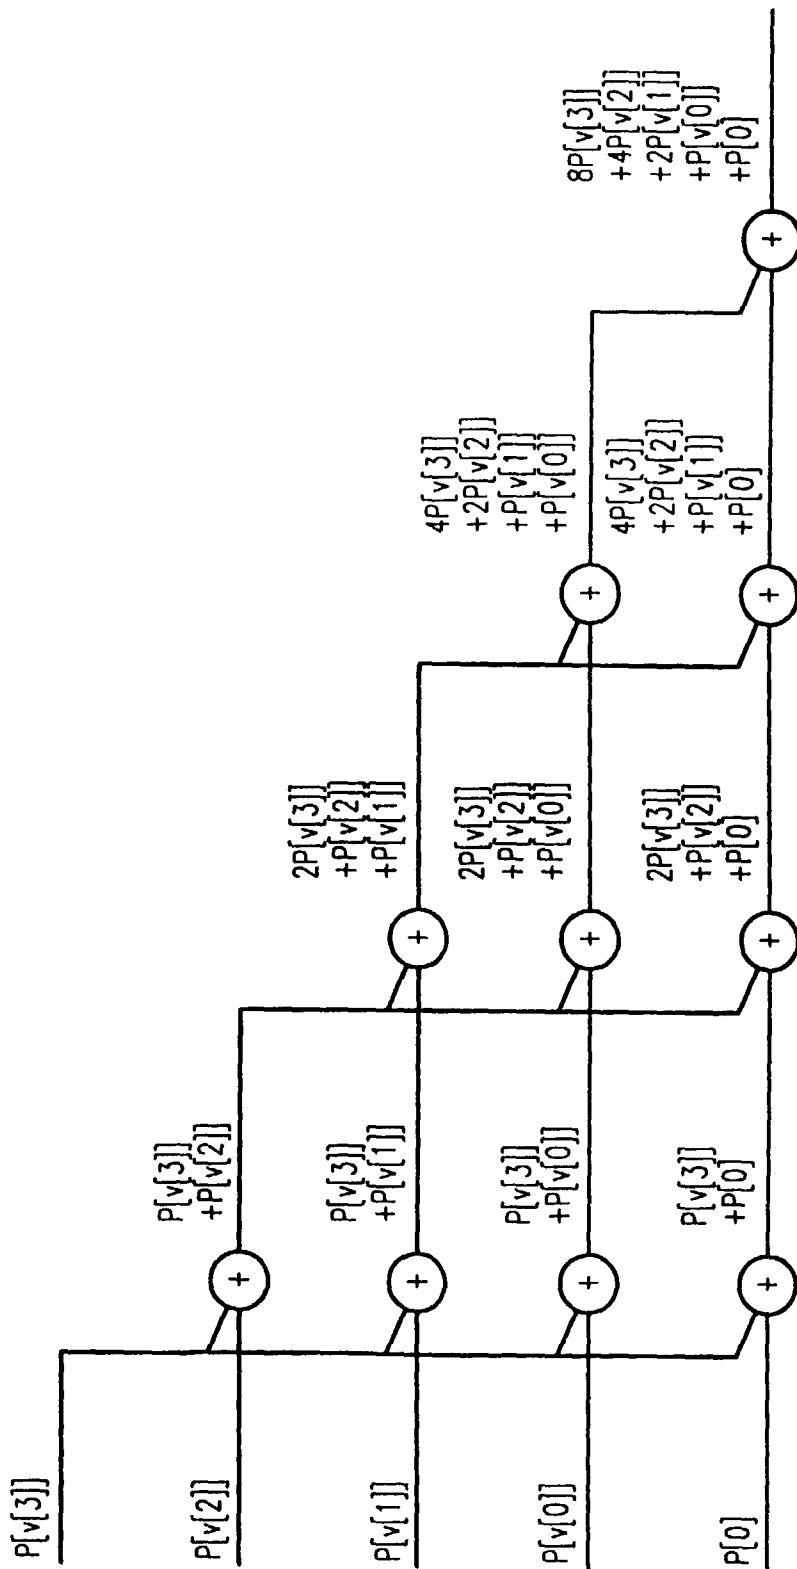 P[v[3]]
P[v[2]]
P[v[1]]
P[v[0]]
P[0]
+
+
+
+
P[v[3]]
+P[v[2]]
P[v[3]]
+P[v[1]]
P[v[3]]
+P[v[0]]
P[v[3]]
+P[0]
+
+
+
2P[v[3]]
+P[v[2]]
+P[v[1]]
2P[v[3]]
+P[v[2]]
+P[v[0]]
2P[v[3]]
+P[v[2]]
+P[0]
+
+
4P[v[3]]
+2P[v[2]]
+P[v[1]]
+P[v[0]]
4P[v[3]]
+2P[v[2]]
+P[v[1]]
+P[0]
+
8P[v[3]]
+4P[v[2]]
+2P[v[1]]
+P[v[0]]
+P[0]